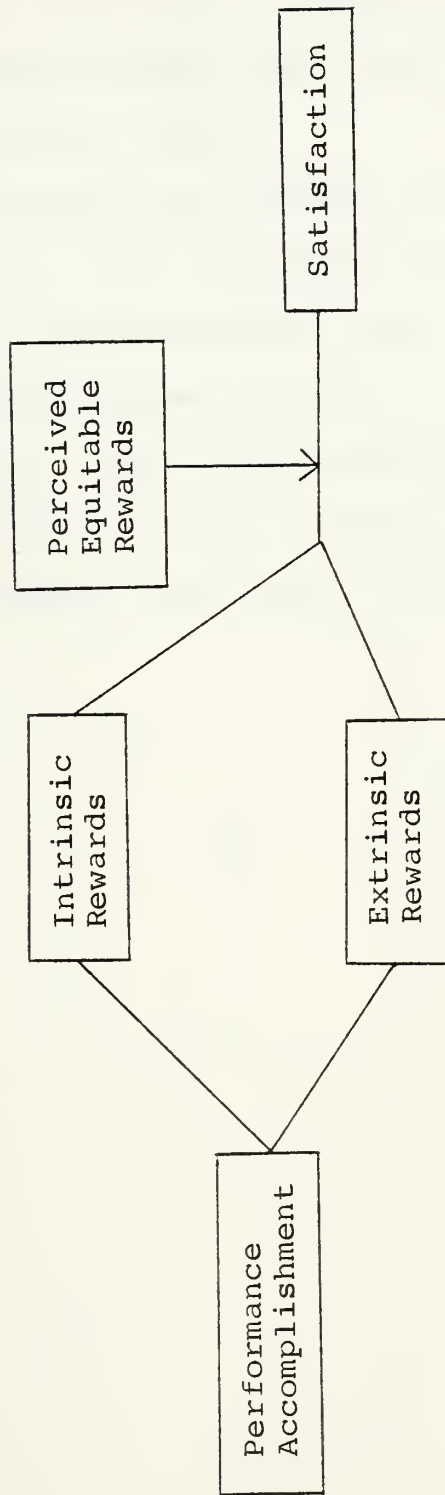 Performance
Accomplishment
Intrinsic
Rewards
Extrinsic
Rewards
Perceived
Equitable
Rewards
Satisfaction